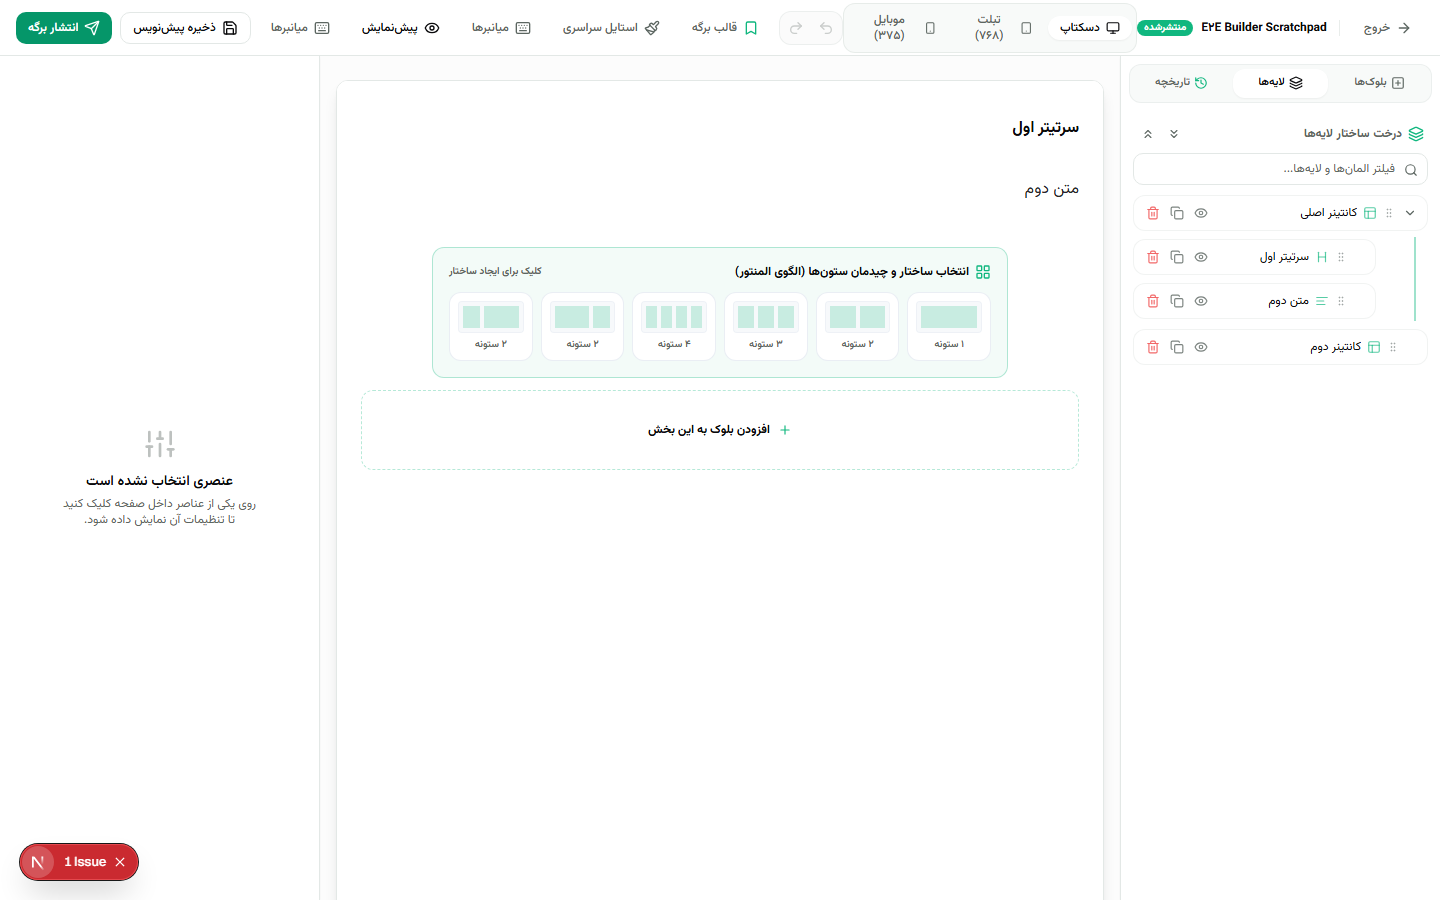 خروج
E۲E Builder Scratchpad
منتشرشده
دسکتاپ
تبلت
(۷۶۸)
موبایل
(۳۷۵)
قالب برگه
استایل سراسری
میانبرها
پیش‌نمایش
میانبرها
ذخیره پیش‌نویس
انتشار برگه
بلوک‌ها
لایه‌ها
تاریخچه
درخت ساختار لایه‌ها
فیلتر المان‌ها و لایه‌ها...
کانتینر اصلی
سرتیتر اول
متن دوم
کانتینر دوم
سرتیتر اول
متن دوم
انتخاب ساختار و چیدمان ستون‌ها (الگوی المنتور)
کلیک برای ایجاد ساختار
۱ ستونه
۲ ستونه
۳ ستونه
۴ ستونه
۲ ستونه
۲ ستونه
افزودن بلوک به این بخش
عنصری انتخاب نشده است
روی یکی از عناصر داخل صفحه کلیک کنید
تا تنظیمات آن نمایش داده شود.
N
1 Issue